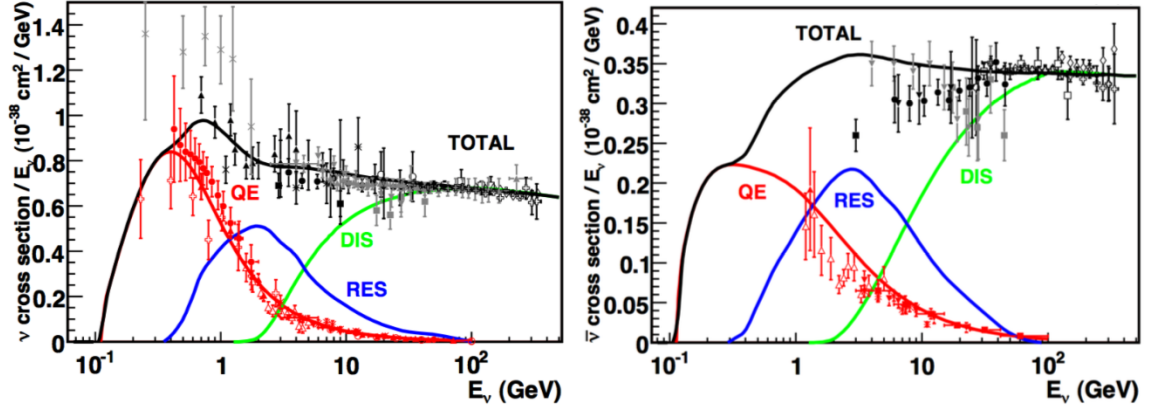 ν cross section / Eν (10⁻³⁸ cm² / GeV)
1.4
1.2
1
0.8
0.6
0.4
0.2
0
TOTAL
QE
DIS
RES
10⁻¹
1
10
10²
Eν (GeV)
ν̄ cross section / Eν (10⁻³⁸ cm² / GeV)
0.4
0.35
0.3
0.25
0.2
0.15
0.1
0.05
0
TOTAL
QE
RES
DIS
10⁻¹
1
10
10²
Eν (GeV)